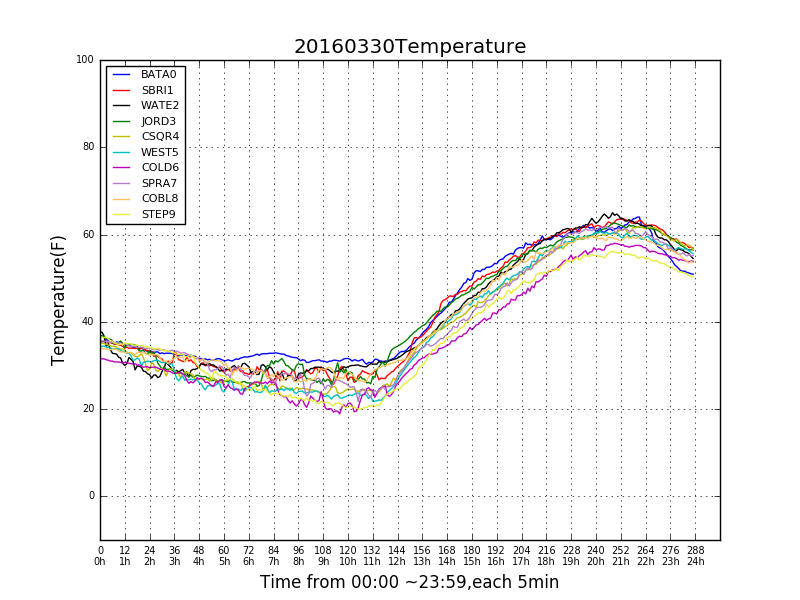 20160330Temperature
100
80
60
40
20
0
Temperature(F)
BATA0
SBRI1
WATE2
JORD3
CSQR4
WEST5
COLD6
SPRA7
COBL8
STEP9
0 12 24 36 48 60 72 84 96 108 120 132 144 156 168 180 192 204 216 228 240 252 264 276 288
0h 1h 2h 3h 4h 5h 6h 7h 8h 9h 10h 11h 12h 13h 14h 15h 16h 17h 18h 19h 20h 21h 22h 23h 24h
Time from 00:00 ~23:59,each 5min